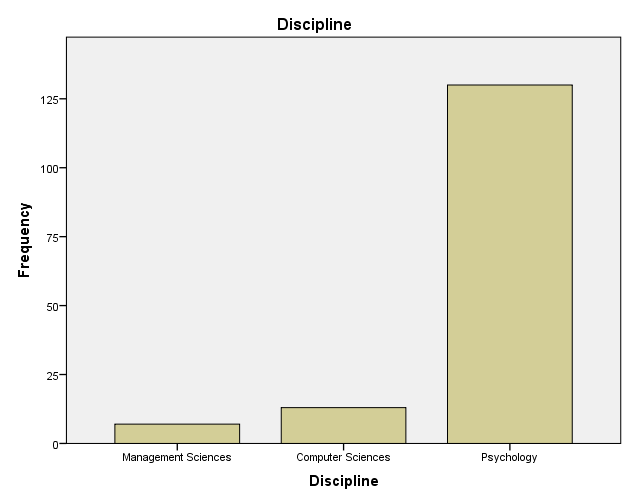 Discipline
Frequency
125
100
75
50
25
0
Management Sciences
Computer Sciences
Psychology
Discipline